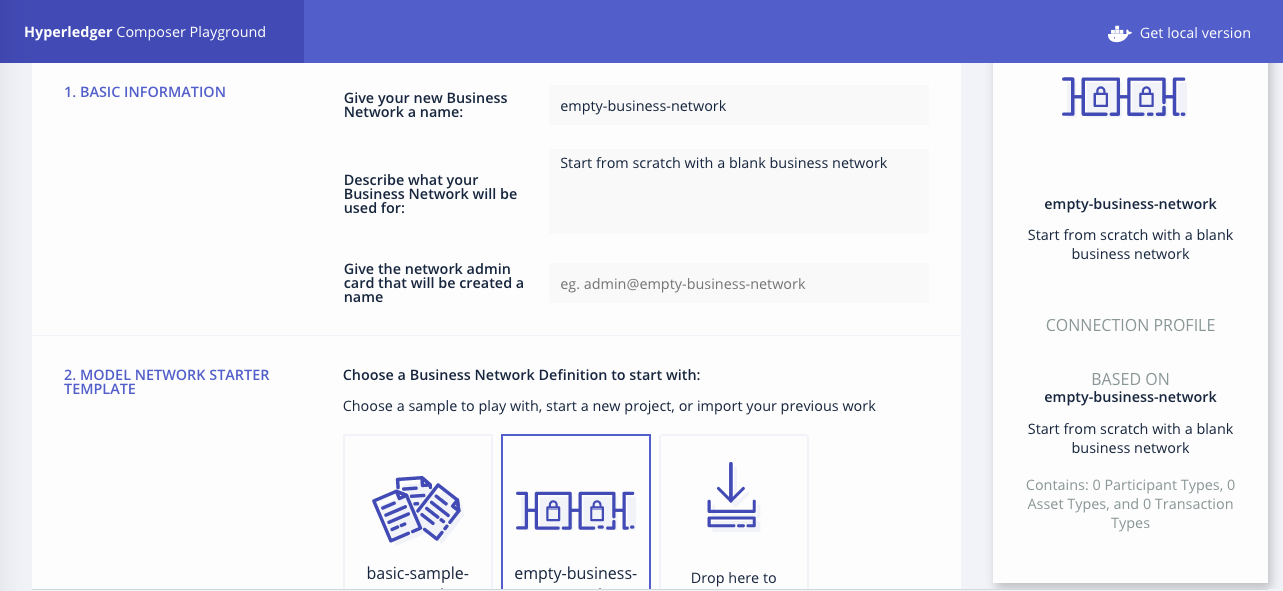 Hyperledger Composer Playground
Get local version
1. BASIC INFORMATION
Give your new Business
Network a name:
empty-business-network
Describe what your
Business Network will be
used for:
Start from scratch with a blank business network
Give the network admin
card that will be created a
name
eg. admin@empty-business-network
2. MODEL NETWORK STARTER
TEMPLATE
Choose a Business Network Definition to start with:
Choose a sample to play with, start a new project, or import your previous work
basic-sample-
empty-business-
Drop here to
empty-business-network
Start from scratch with a blank
business network
CONNECTION PROFILE
BASED ON
empty-business-network
Start from scratch with a blank
business network
Contains: 0 Participant Types, 0
Asset Types, and 0 Transaction
Types